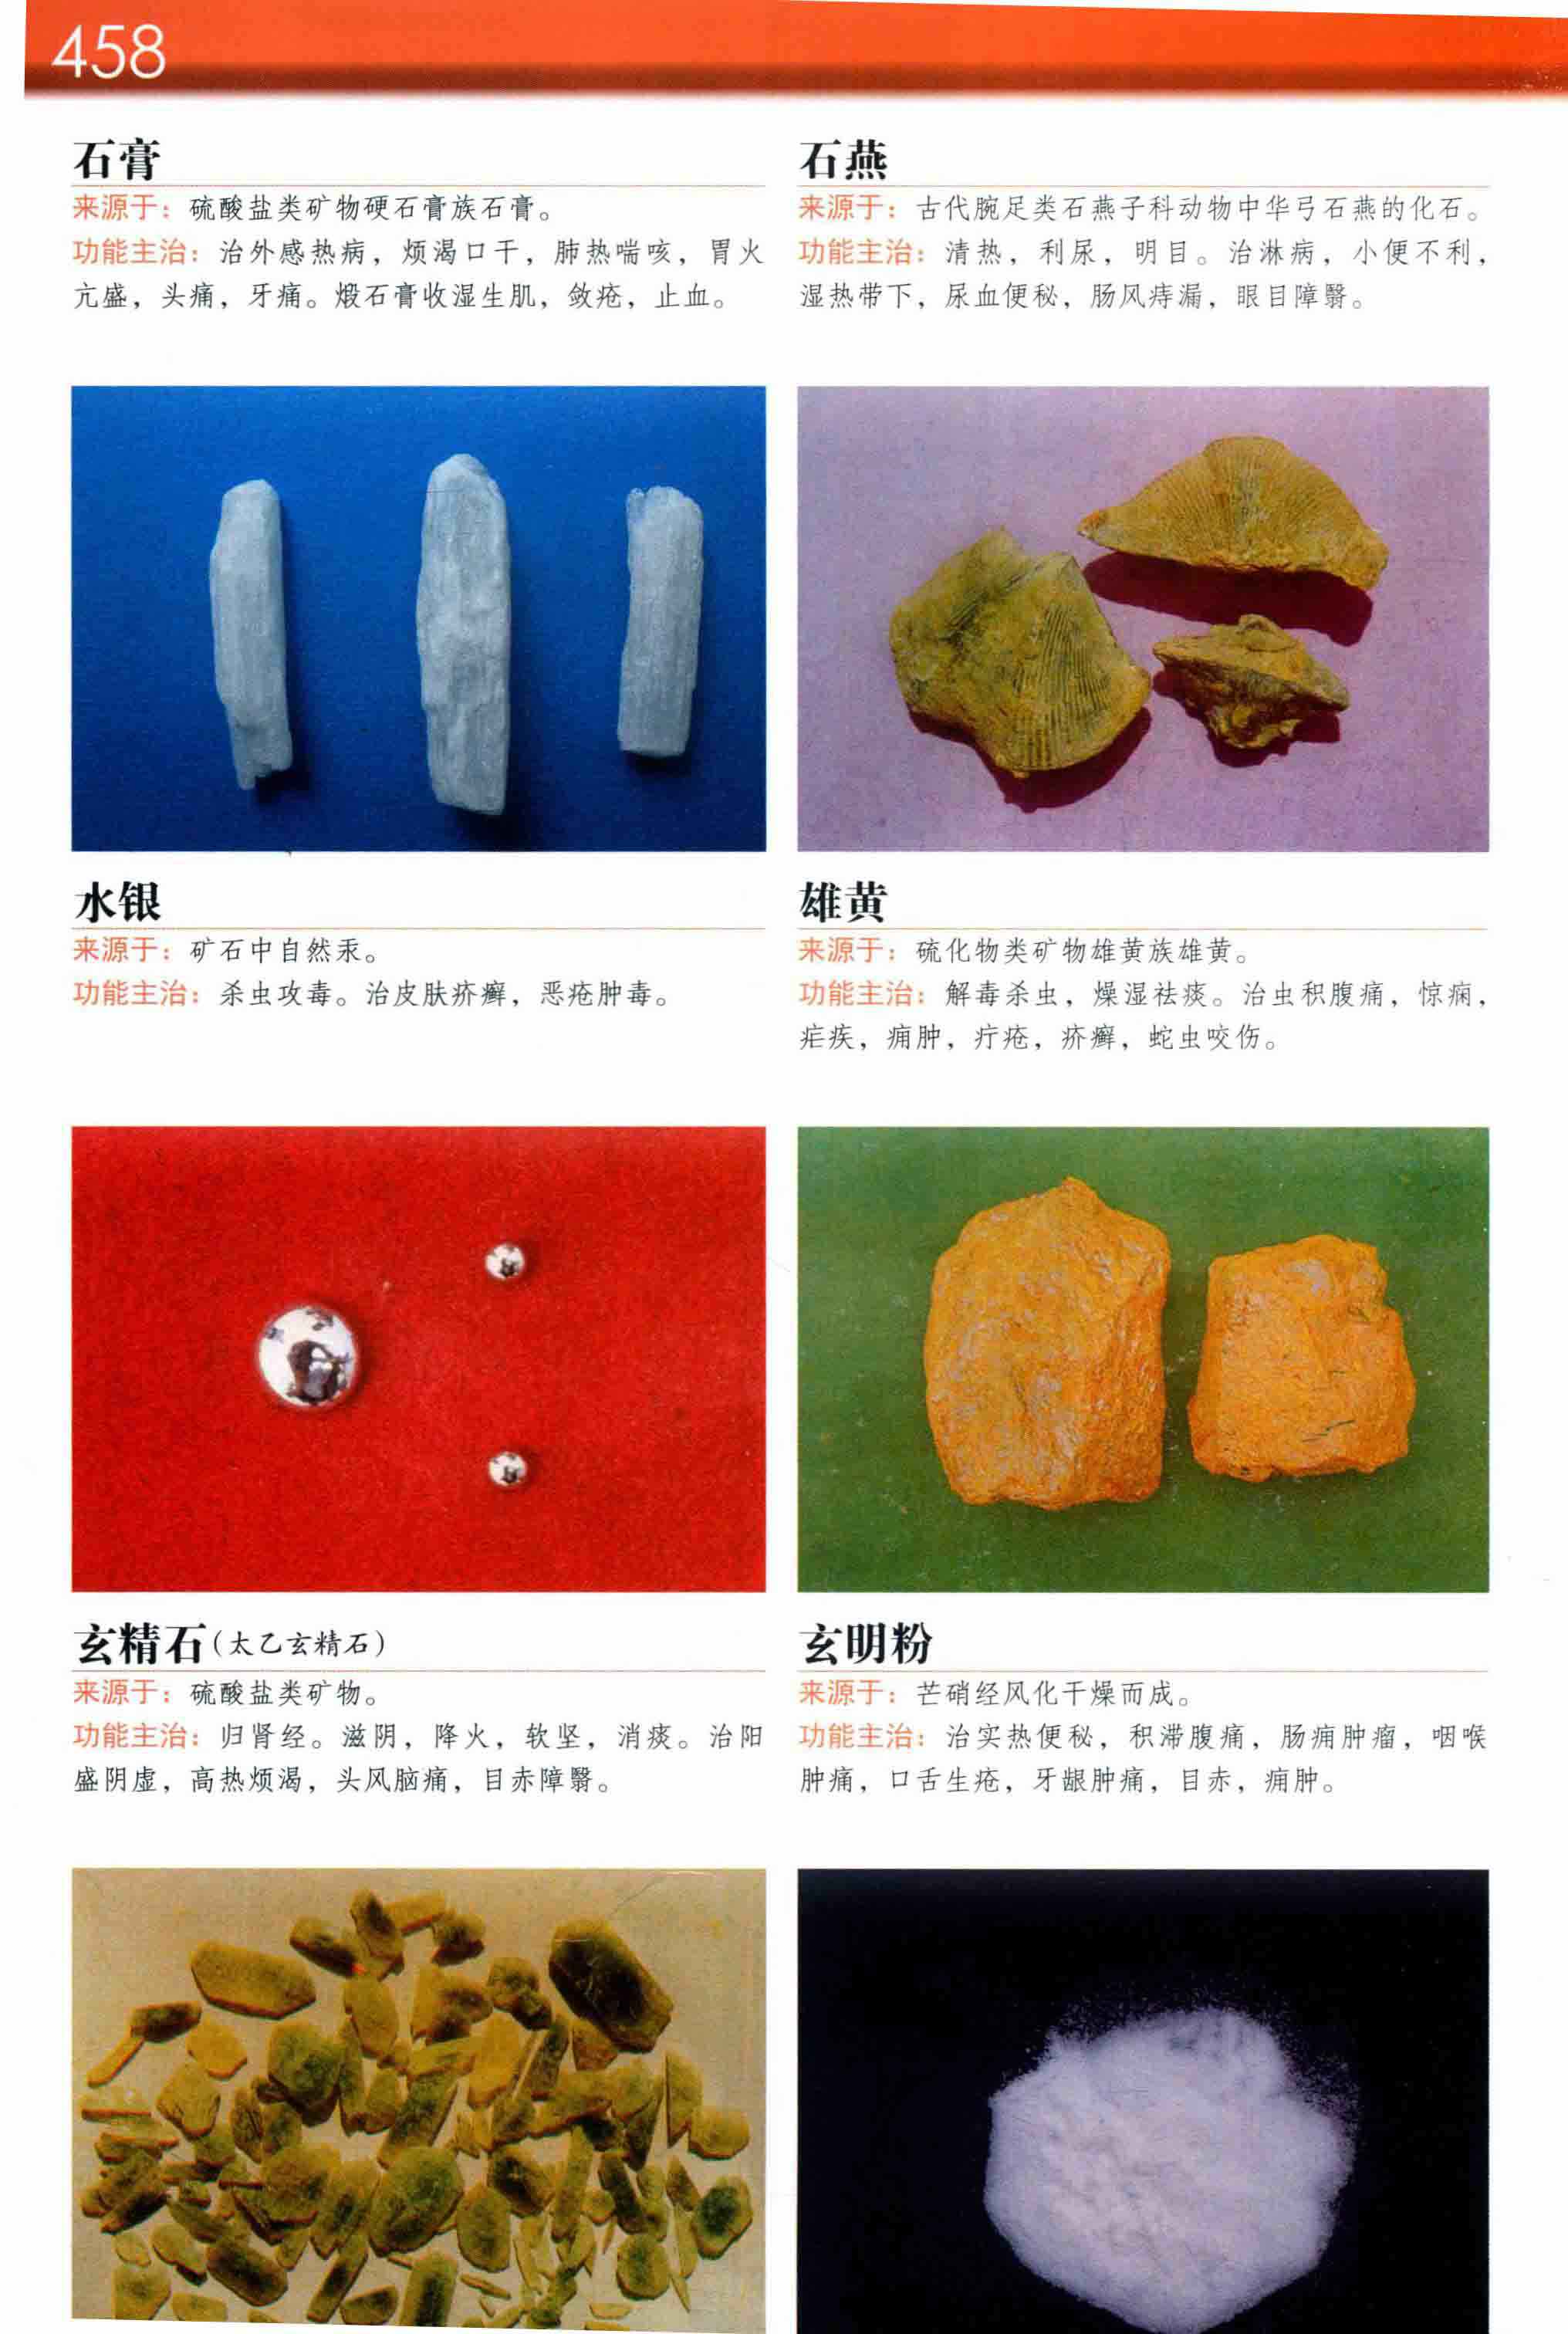 458
石膏
来源于：硫酸盐类矿物硬石膏族石膏。
功能主治：治外感热病，烦渴口干，肺热喘咳，胃火
亢盛，头痛，牙痛。煅石膏收湿生肌，敛疮，止血。
石燕
来源于：古代腕足类石燕子科动物中华弓石燕的化石。
功能主治：清热，利尿，明目。治淋病，小便不利，
湿热带下，尿血便秘，肠风痔漏，眼目障翳。
水银
来源于：矿石中自然汞。
功能主治：杀虫攻毒。治皮肤疥癣，恶疮肿毒。
雄黄
来源于：硫化物类矿物雄黄族雄黄。
功能主治：解毒杀虫，燥湿祛痰。治虫积腹痛，惊痫，
疟疾，痈肿，疔疮，疥癣，蛇虫咬伤。
玄精石（太乙玄精石）
来源于：硫酸盐类矿物。
功能主治：归肾经。滋阴，降火，软坚，消痰。治阳
盛阴虚，高热烦渴，头风脑痛，目赤障翳。
玄明粉
来源于：芒硝经风化干燥而成。
功能主治：治实热便秘，积滞腹痛，肠痈肿瘤，咽喉
肿痛，口舌生疮，牙龈肿痛，目赤，痈肿。